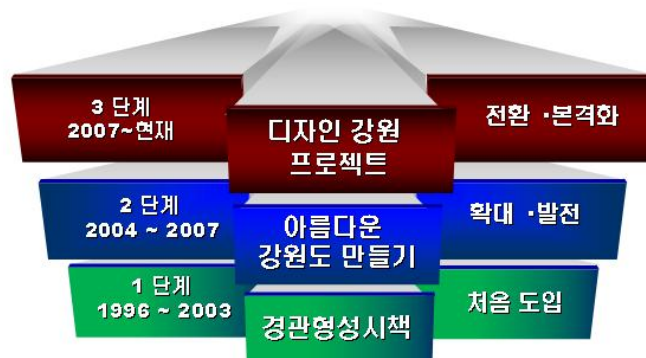 3 단계
2007~현재
디자인 강원
프로젝트
전환 ·본격화
2 단계
2004 ~ 2007
아름다운
강원도 만들기
확대 ·발전
1 단계
1996 ~ 2003
경관형성시책
처음 도입